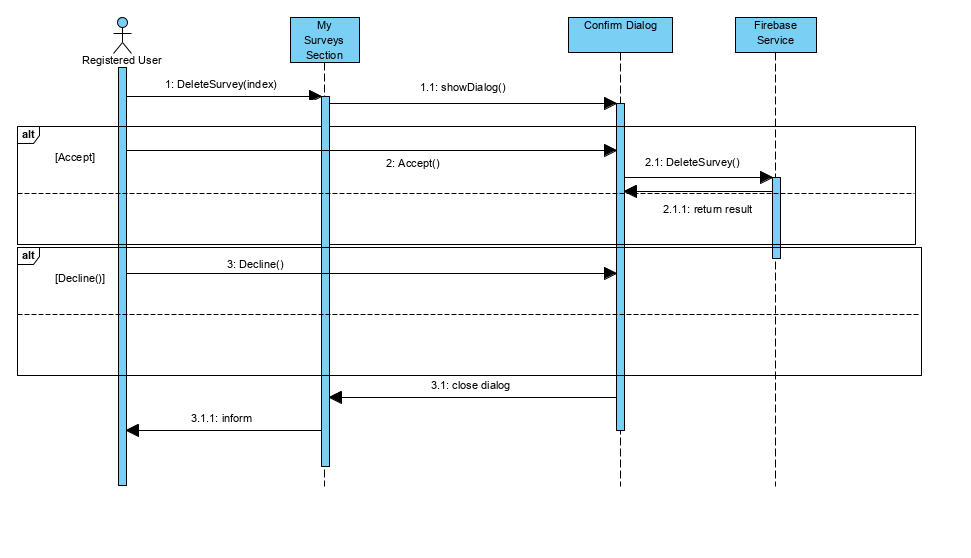 Registered User
My
Surveys
Section
Confirm Dialog
Firebase
Service
1: DeleteSurvey(index)
1.1: showDialog()
alt
[Accept]
2: Accept()
2.1: DeleteSurvey()
2.1.1: return result
alt
[Decline()]
3: Decline()
3.1: close dialog
3.1.1: inform